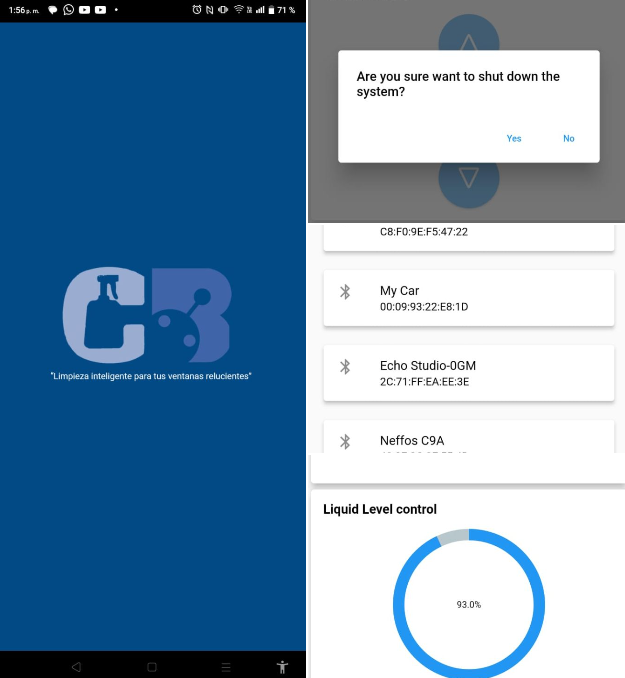 1:56 p. m.
71 %
CB
"Limpieza inteligente para tus ventanas relucientes"
Are you sure want to shut down the
system?
Yes No
C8:F0:9E:F5:47:22
My Car
00:09:93:22:E8:1D
Echo Studio-0GM
2C:71:FF:EA:EE:3E
Neffos C9A
Liquid Level control
93.0%